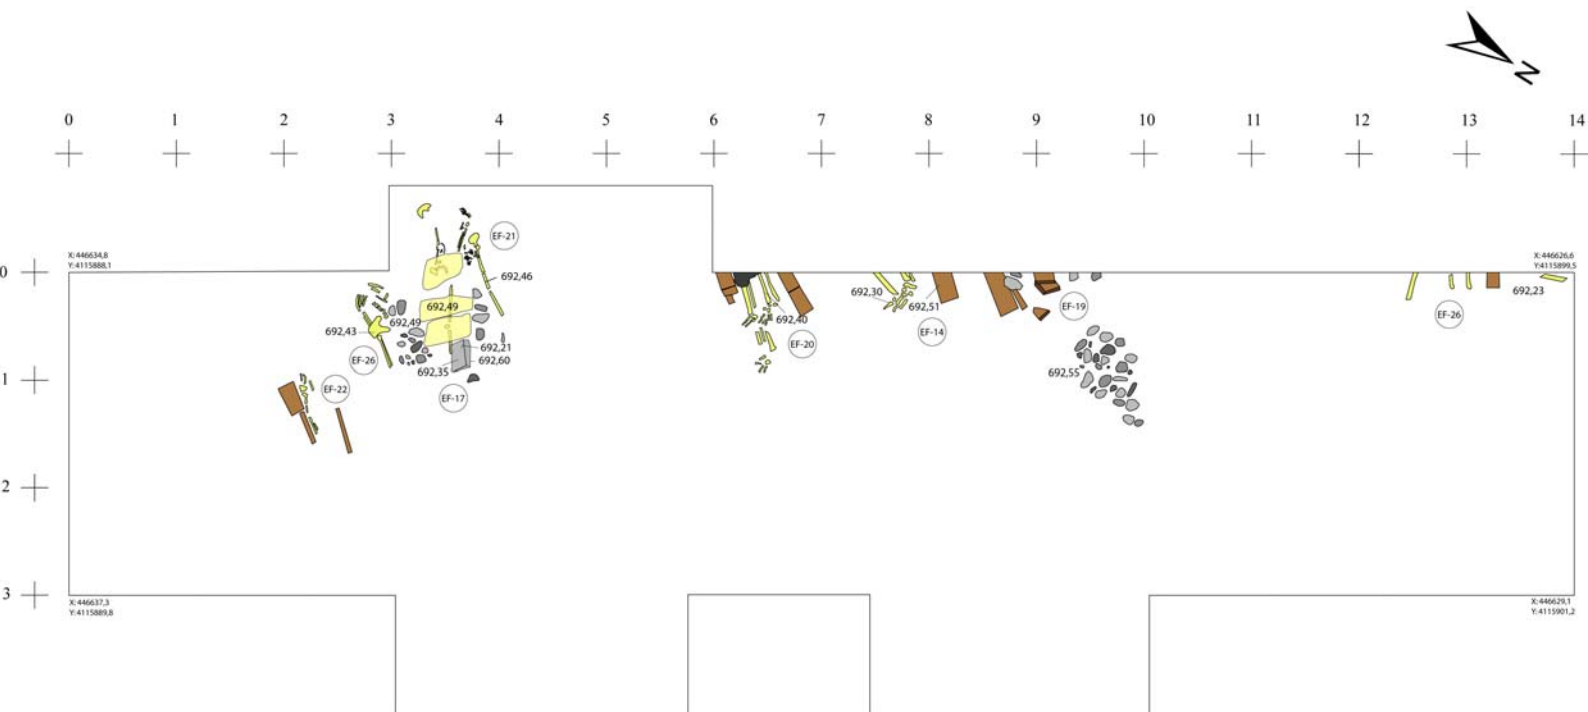 N
0 1 2 3 4 5 6 7 8 9 10 11 12 13 14
X: 446634,8
Y: 4115888,1
X: 446626,6
Y: 4115899,5
0
EF-21
692,46
692,49
692,49
692,43
EF-26
692,21
692,60
692,35
EF-17
EF-22
692,40
EF-20
692,30
692,51
EF-14
EF-19
692,55
EF-26
692,23
1
2
3
X: 446637,3
Y: 4115889,8
X: 446629,1
Y: 4115901,2